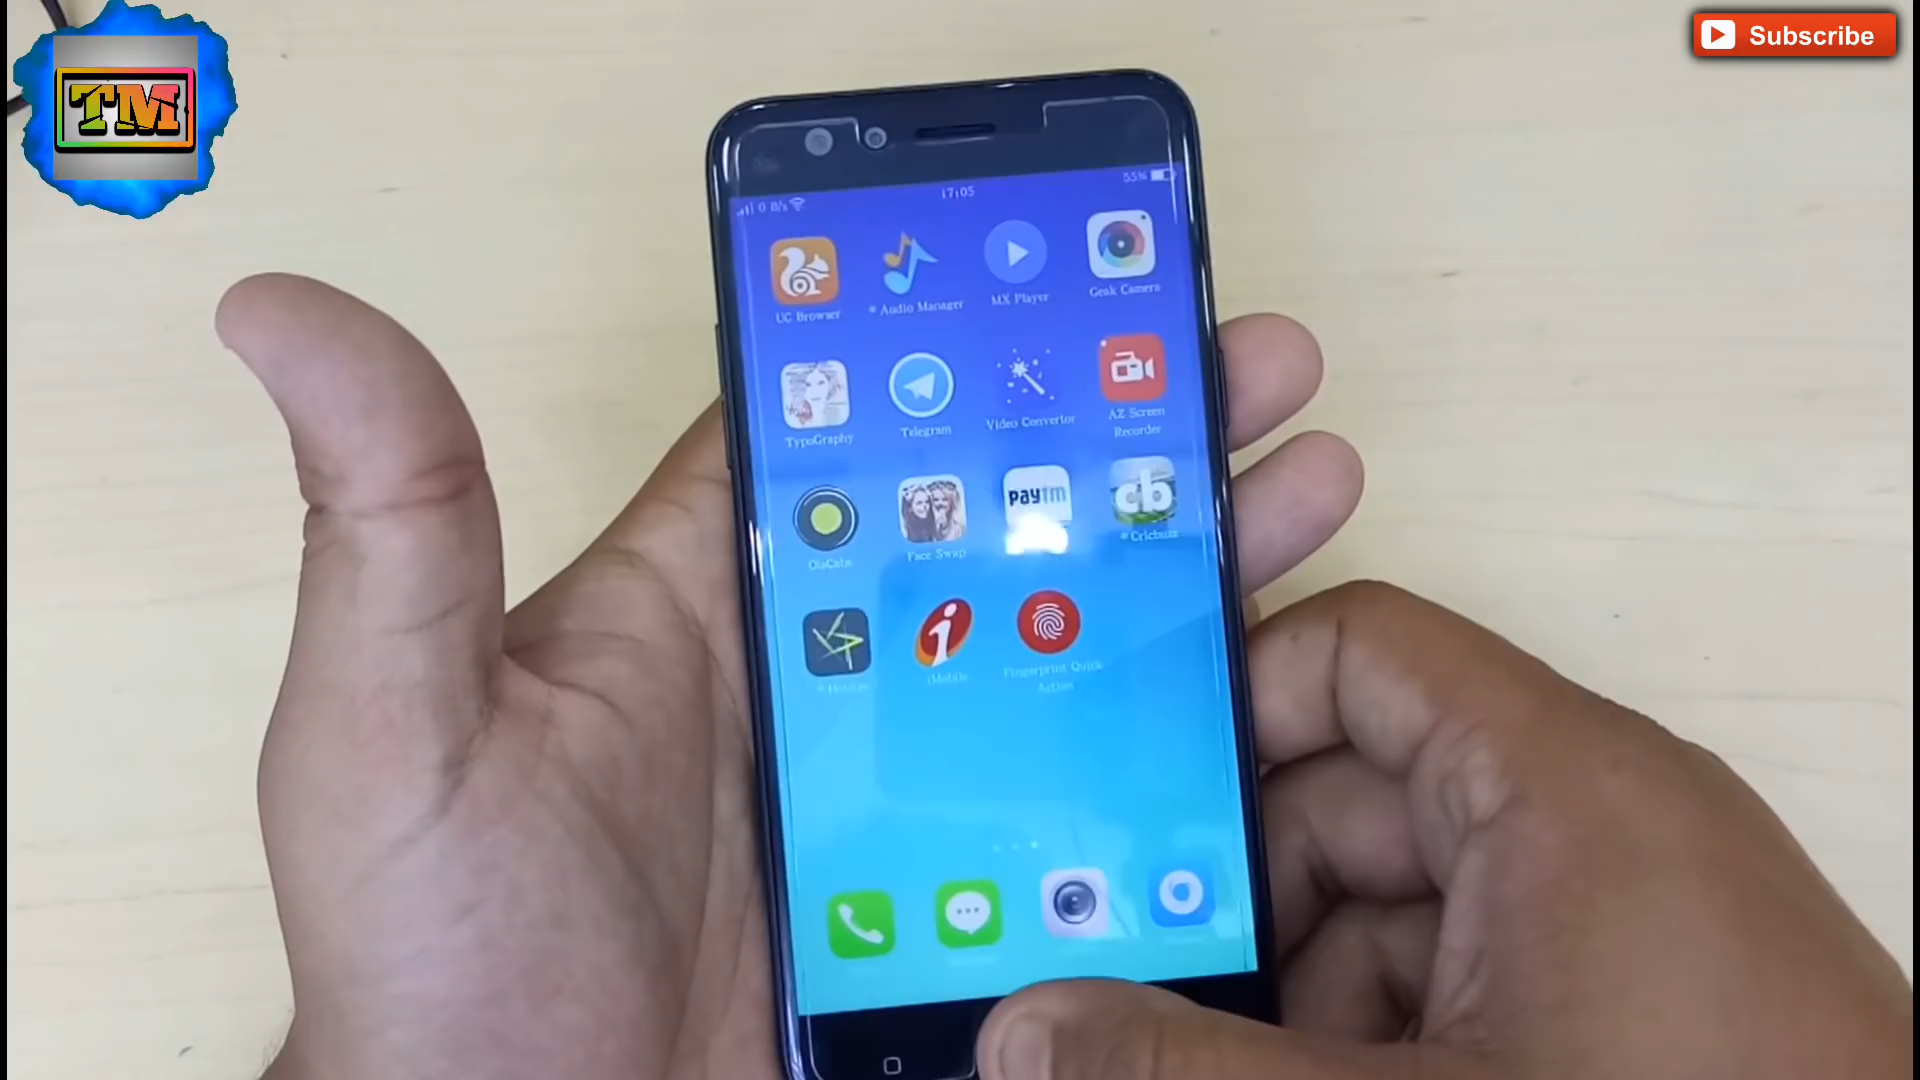 TM
Subscribe
17:05
55%
0 B/s
UC Browser
Audio Manager
MX Player
Geak Camera
TypoGraphy
Telegram
Video Convertor
AZ Screen
Recorder
OlaCabs
Face Swap
paytm
cb
Cricbuzz
i
iMobile
Fingerprint Quick
Action